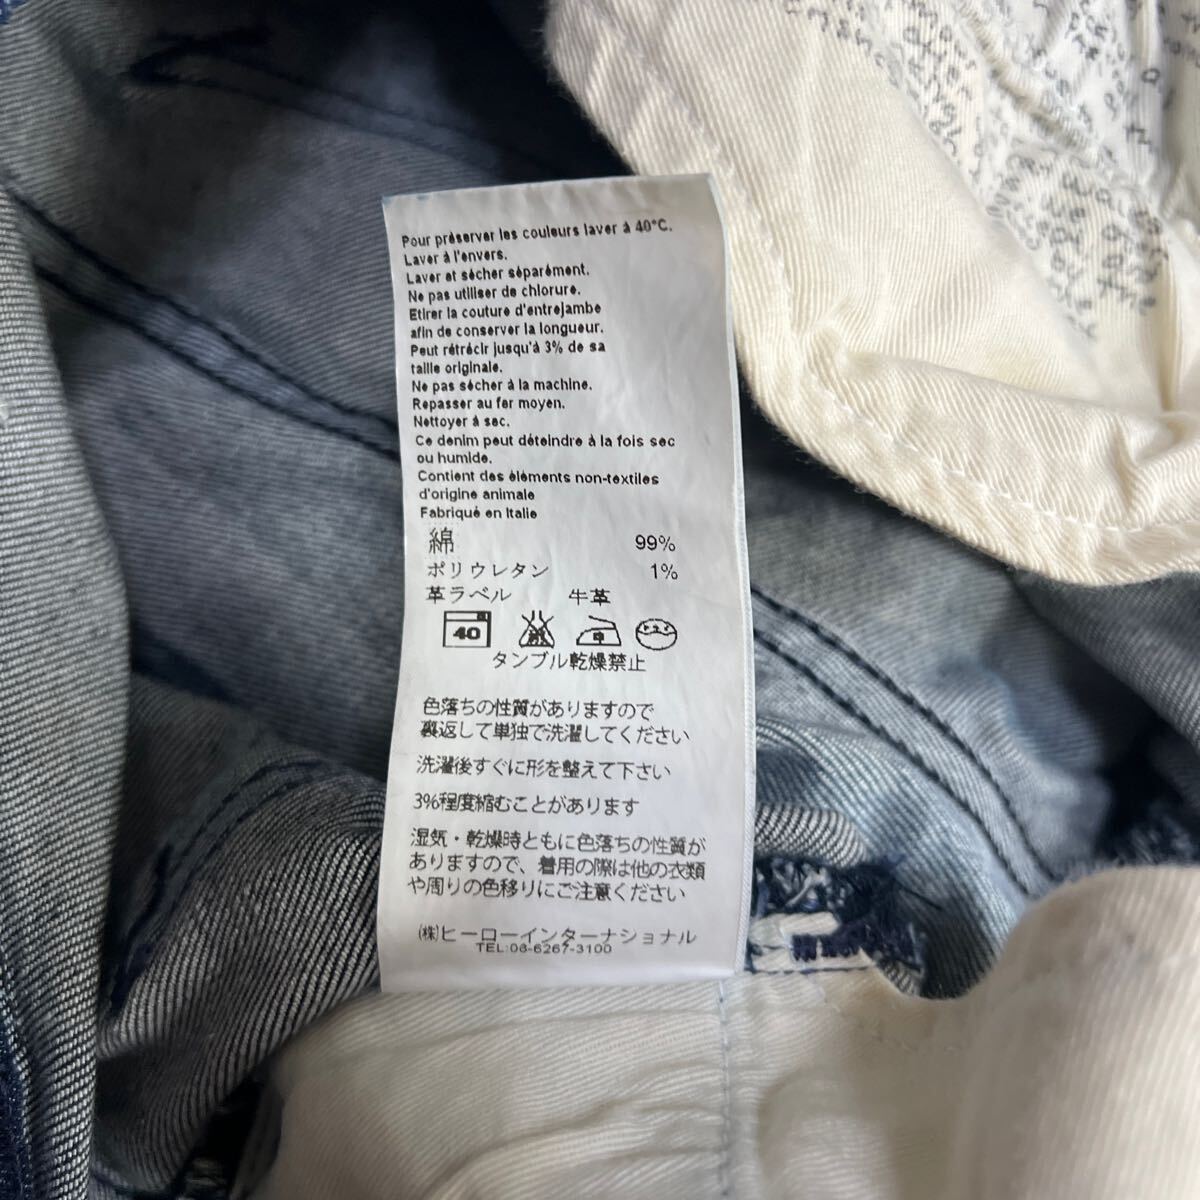 Pour préserver les couleurs laver à 40°C.
Laver à l'envers.
Laver et sécher séparément.
Ne pas utiliser de chlorure.
Etirer la couture d'entrejambe
afin de conserver la longueur.
Peut rétrécir jusqu'à 3% de sa
taille originale.
Ne pas sécher à la machine.
Repasser au fer moyen.
Nettoyer à sec.
Ce denim peut déteindre à la fois sec
ou humide.
Contient des éléments non-textiles
d'origine animale
Fabriqué en Italie
綿 99%
ポリウレタン 1%
革ラベル 牛革
40 中
タンブル乾燥禁止
色落ちの性質がありますので
裏返して単独で洗濯してください
洗濯後すぐに形を整えて下さい
3%程度縮むことがあります
湿気・乾燥時ともに色落ちの性質が
ありますので、着用の際は他の衣類
や周りの色移りにご注意ください
(株)ヒーローインターナショナル
TEL:06-6267-3100